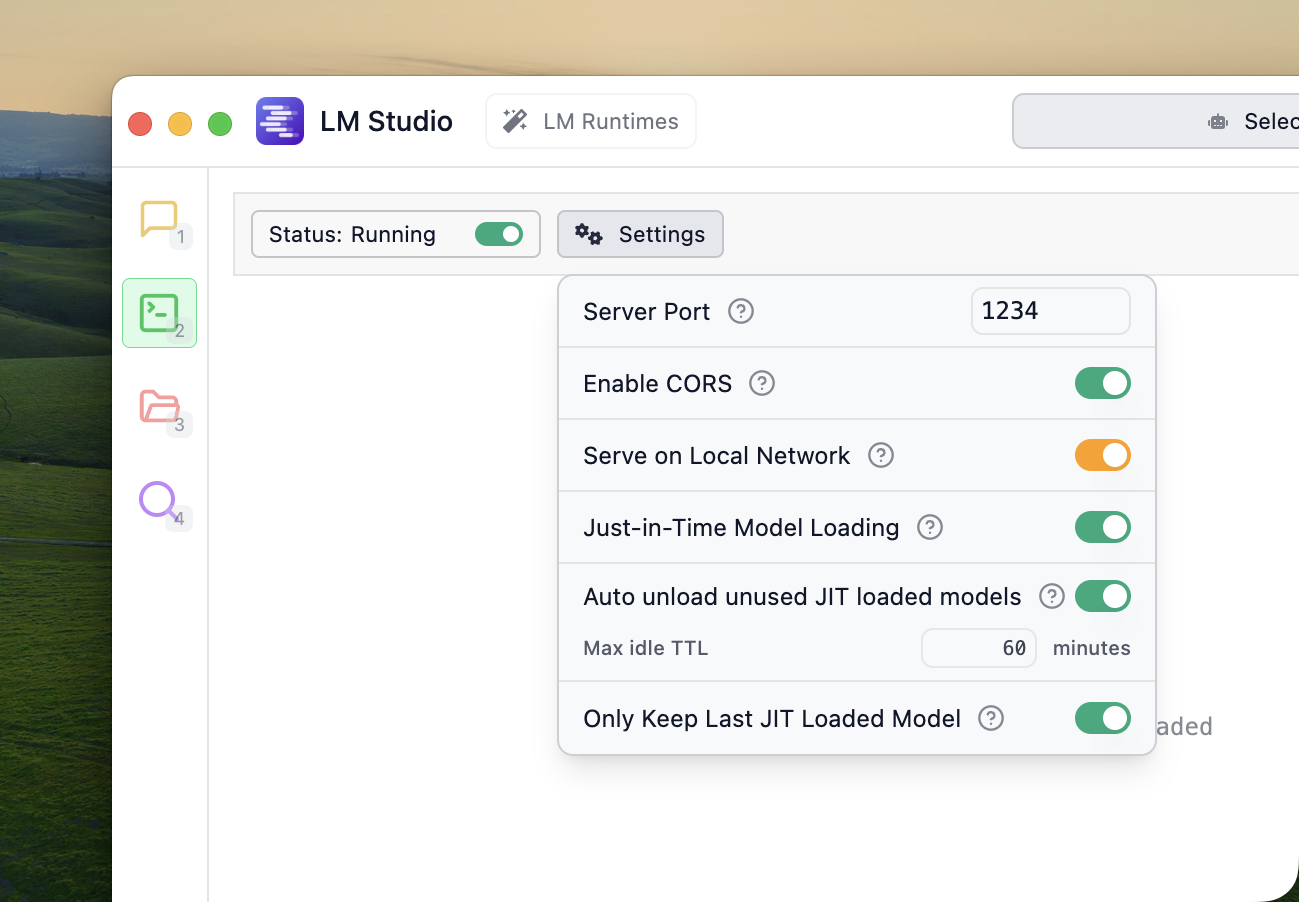 LM Studio
LM Runtimes
Selec
1
2
3
4
Status: Running
Settings
Server Port ?
1234
Enable CORS ?
Serve on Local Network ?
Just-in-Time Model Loading ?
Auto unload unused JIT loaded models ?
Max idle TTL 60 minutes
Only Keep Last JIT Loaded Model ?
aded